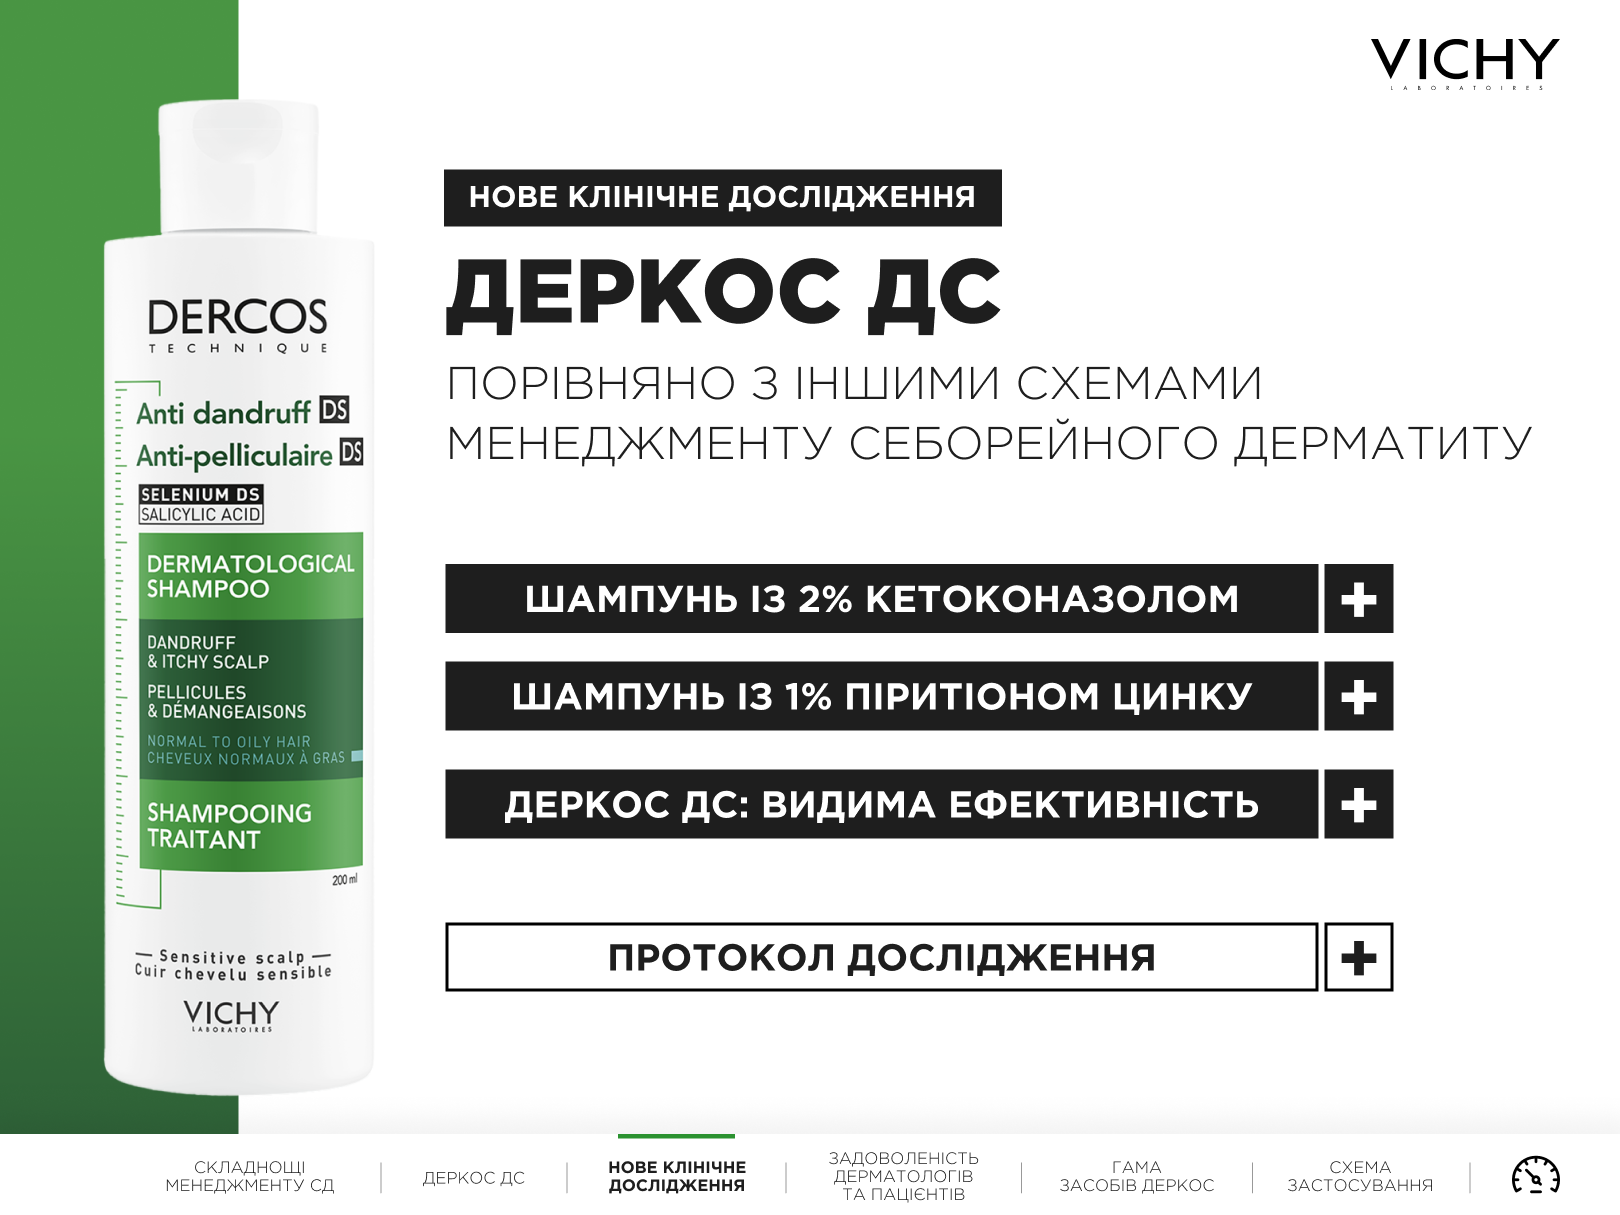 VICHY
LABORATOIRES
НОВЕ КЛІНІЧНЕ ДОСЛІДЖЕННЯ
ДЕРКОС ДС
ПОРІВНЯНО З ІНШИМИ СХЕМАМИ
МЕНЕДЖМЕНТУ СЕБОРЕЙНОГО ДЕРМАТИТУ
ШАМПУНЬ ІЗ 2% КЕТОКОНАЗОЛОМ +
ШАМПУНЬ ІЗ 1% ПІРИТІОНОМ ЦИНКУ +
ДЕРКОС ДС: ВИДИМА ЕФЕКТИВНІСТЬ +
ПРОТОКОЛ ДОСЛІДЖЕННЯ +
DERCOS
TECHNIQUE
Anti dandruff DS
Anti-pelliculaire DS
SELENIUM DS
SALICYLIC ACID
DERMATOLOGICAL
SHAMPOO
DANDRUFF
& ITCHY SCALP
PELLICULES
& DÉMANGEAISONS
NORMAL TO OILY HAIR
CHEVEUX NORMAUX À GRAS
SHAMPOOING
TRAITANT
200 ml
Sensitive scalp
Cuir chevelu sensible
VICHY
LABORATOIRES
СКЛАДНОЩІ
МЕНЕДЖМЕНТУ СД
ДЕРКОС ДС
НОВЕ КЛІНІЧНЕ
ДОСЛІДЖЕННЯ
ЗАДОВОЛЕНІСТЬ
ДЕРМАТОЛОГІВ
ТА ПАЦІЄНТІВ
ГАМА
ЗАСОБІВ ДЕРКОС
СХЕМА
ЗАСТОСУВАННЯ